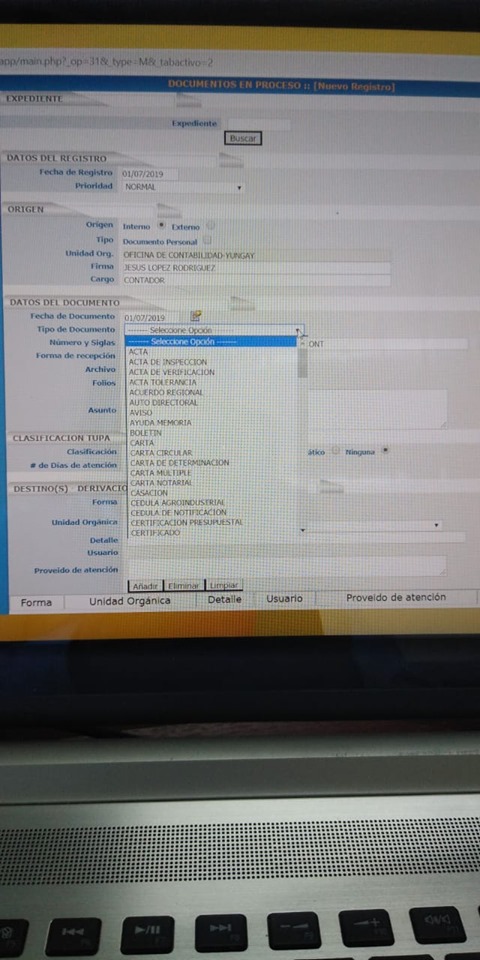 app/main.php?_op=31&_type=M&_tabactivo=2
DOCUMENTOS EN PROCESO :: [Nuevo Registro]
EXPEDIENTE
Expediente
Buscar
DATOS DEL REGISTRO
Fecha de Registro 01/07/2019
Prioridad NORMAL
ORIGEN
Origen Interno Externo
Tipo Documento Personal
Unidad Org. OFICINA DE CONTABILIDAD-YUNGAY
Firma JESUS LOPEZ RODRIGUEZ
Cargo CONTADOR
DATOS DEL DOCUMENTO
Fecha de Documento 01/07/2019
Tipo de Documento ------- Seleccione Opción -------
Número y Siglas ------- Seleccione Opción ------- ONT
ACTA
Forma de recepción ACTA DE INSPECCION
Archivo ACTA DE VERIFICACION
Folios ACTA TOLERANCIA
ACUERDO REGIONAL
AUTO DIRECTORAL
Asunto AVISO
AYUDA MEMORIA
BOLETIN
CLASIFICACION TUPA CARTA
Clasificación CARTA CIRCULAR ático Ninguna
# de Días de atención CARTA DE DETERMINACION
CARTA MULTIPLE
CARTA NOTARIAL
DESTINO(S) DERIVACIO CASACION
Forma CEDULA AGROINDUSTRIAL
CEDULA DE NOTIFICACION
Unidad Orgánica CERTIFICACION PRESUPUESTAL
CERTIFICADO
Detalle
Usuario
Proveido de atención
Añadir Eliminar Limpiar
Forma Unidad Orgánica Detalle Usuario Proveido de atención